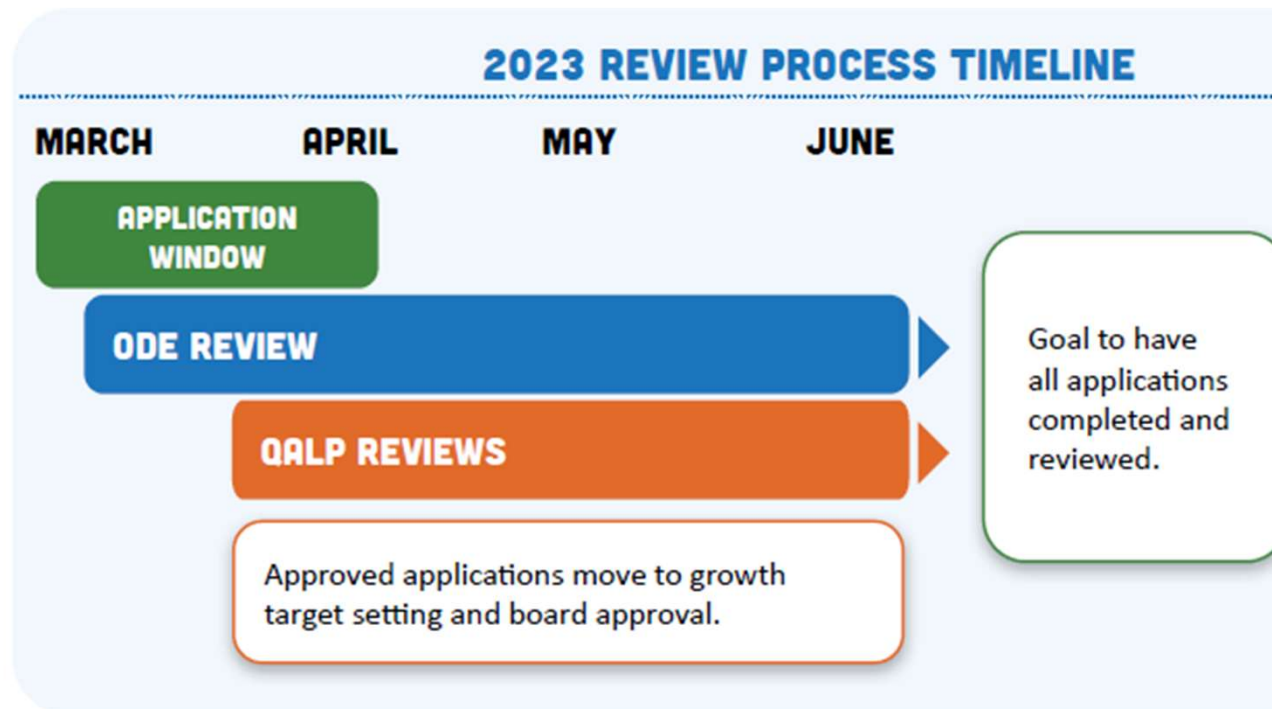 2023 REVIEW PROCESS TIMELINE
MARCH APRIL MAY JUNE
APPLICATION
WINDOW
ODE REVIEW
QALP REVIEWS
Approved applications move to growth
target setting and board approval.
Goal to have
all applications
completed and
reviewed.